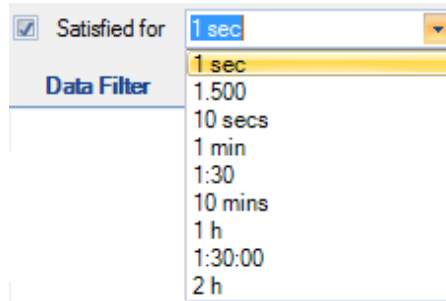 Satisfied for 1 sec
1 sec
Data Filter
1.500
10 secs
1 min
1:30
10 mins
1 h
1:30:00
2 h